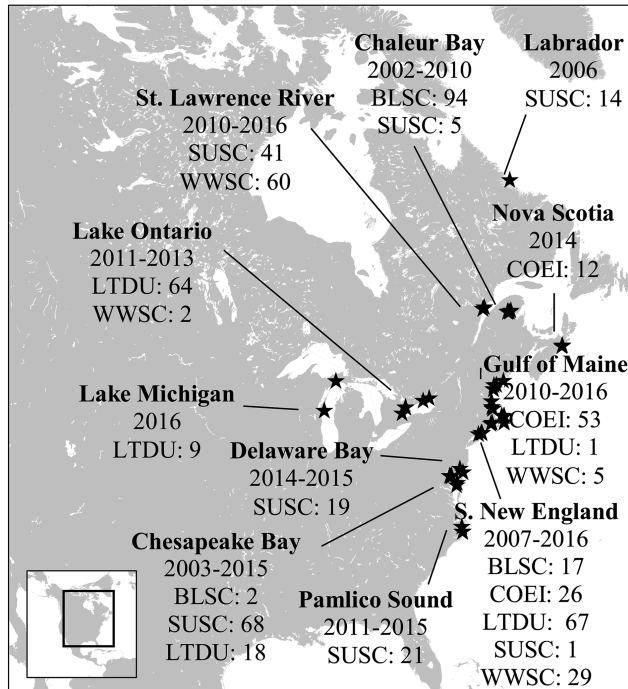 Chaleur Bay
2002-2010
BLSC: 94
SUSC: 5
Labrador
2006
SUSC: 14
St. Lawrence River
2010-2016
SUSC: 41
WWSC: 60
Nova Scotia
2014
COEI: 12
Lake Ontario
2011-2013
LTDU: 64
WWSC: 2
Gulf of Maine
2010-2016
COEI: 53
LTDU: 1
WWSC: 5
Lake Michigan
2016
LTDU: 9
Delaware Bay
2014-2015
SUSC: 19
S. New England
2007-2016
BLSC: 17
COEI: 26
LTDU: 67
SUSC: 1
WWSC: 29
Chesapeake Bay
2003-2015
BLSC: 2
SUSC: 68
LTDU: 18
Pamlico Sound
2011-2015
SUSC: 21